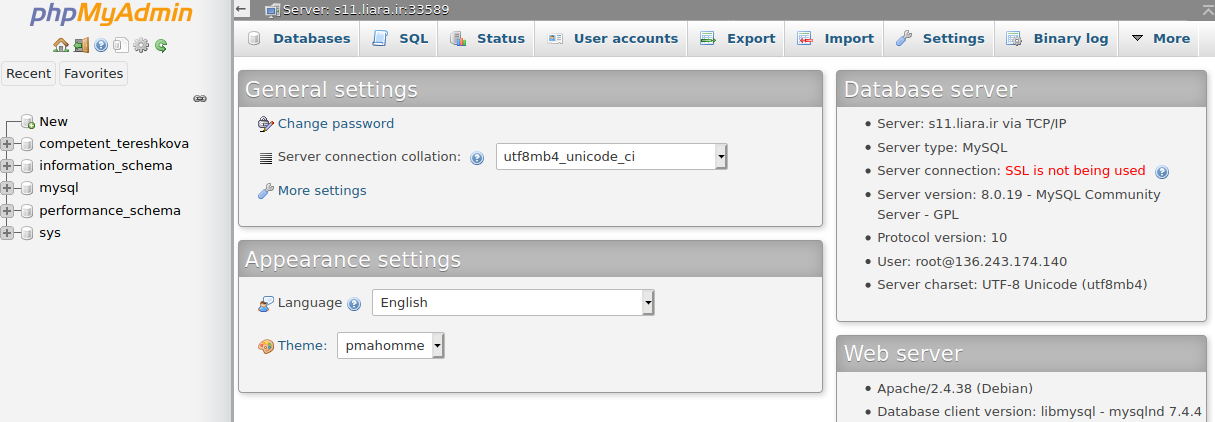 phpMyAdmin
Recent Favorites
New
competent_tereshkova
information_schema
mysql
performance_schema
sys
Server: s11.liara.ir:33589
Databases SQL Status User accounts Export Import Settings Binary log More
General settings
Change password
Server connection collation: utf8mb4_unicode_ci
More settings
Appearance settings
Language English
Theme: pmahomme
Database server
Server: s11.liara.ir via TCP/IP
Server type: MySQL
Server connection: SSL is not being used
Server version: 8.0.19 - MySQL Community
Server - GPL
Protocol version: 10
User: root@136.243.174.140
Server charset: UTF-8 Unicode (utf8mb4)
Web server
Apache/2.4.38 (Debian)
Database client version: libmysql - mysqlnd 7.4.4